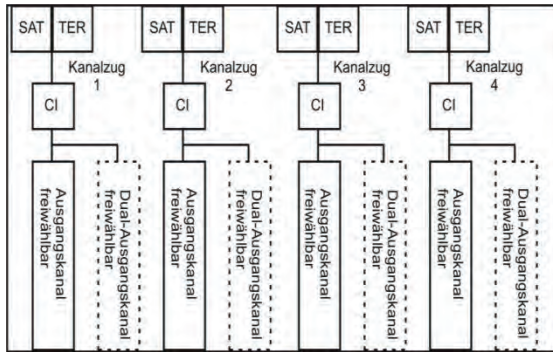 SAT TER SAT TER SAT TER SAT TER
Kanalzug
1
Kanalzug
2
Kanalzug
3
Kanalzug
4
CI CI CI CI
Ausgangskanal
freiwählbar
Dual-Ausgangskanal
freiwählbar
Ausgangskanal
freiwählbar
Dual-Ausgangskanal
freiwählbar
Ausgangskanal
freiwählbar
Dual-Ausgangskanal
freiwählbar
Ausgangskanal
freiwählbar
Dual-Ausgangskanal
freiwählbar